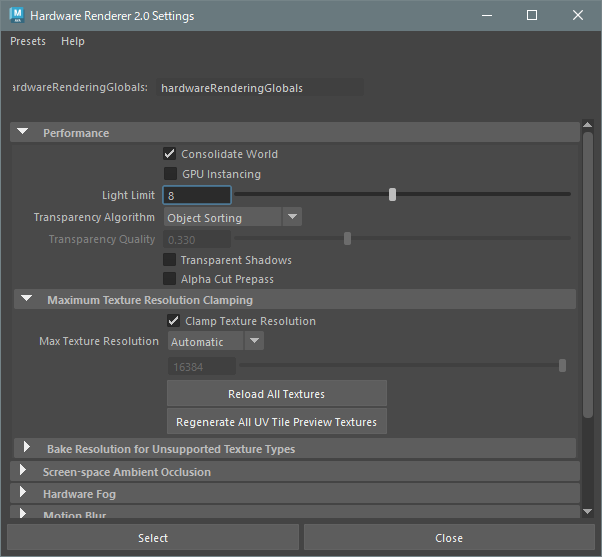 Hardware Renderer 2.0 Settings
Presets Help
ardwareRenderingGlobals: hardwareRenderingGlobals
Performance
Consolidate World
GPU Instancing
Light Limit 8
Transparency Algorithm Object Sorting
Transparency Quality 0.330
Transparent Shadows
Alpha Cut Prepass
Maximum Texture Resolution Clamping
Clamp Texture Resolution
Max Texture Resolution Automatic
16384
Reload All Textures
Regenerate All UV Tile Preview Textures
Bake Resolution for Unsupported Texture Types
Screen-space Ambient Occlusion
Hardware Fog
Motion Blur
Select Close